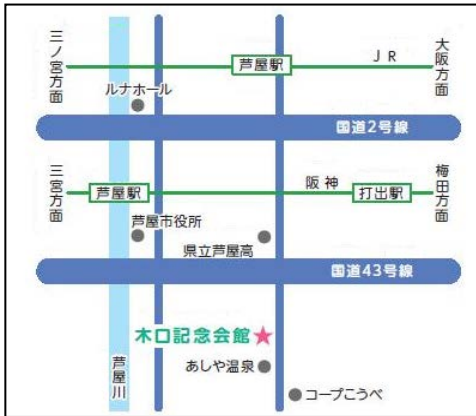 三ノ宮方面
芦屋駅
JR
大阪方面
ルナホール
国道2号線
三宮方面
芦屋駅
阪神
打出駅
梅田方面
芦屋市役所
県立芦屋高
国道43号線
木口記念会館
あしや温泉
芦屋川
コープこうべ